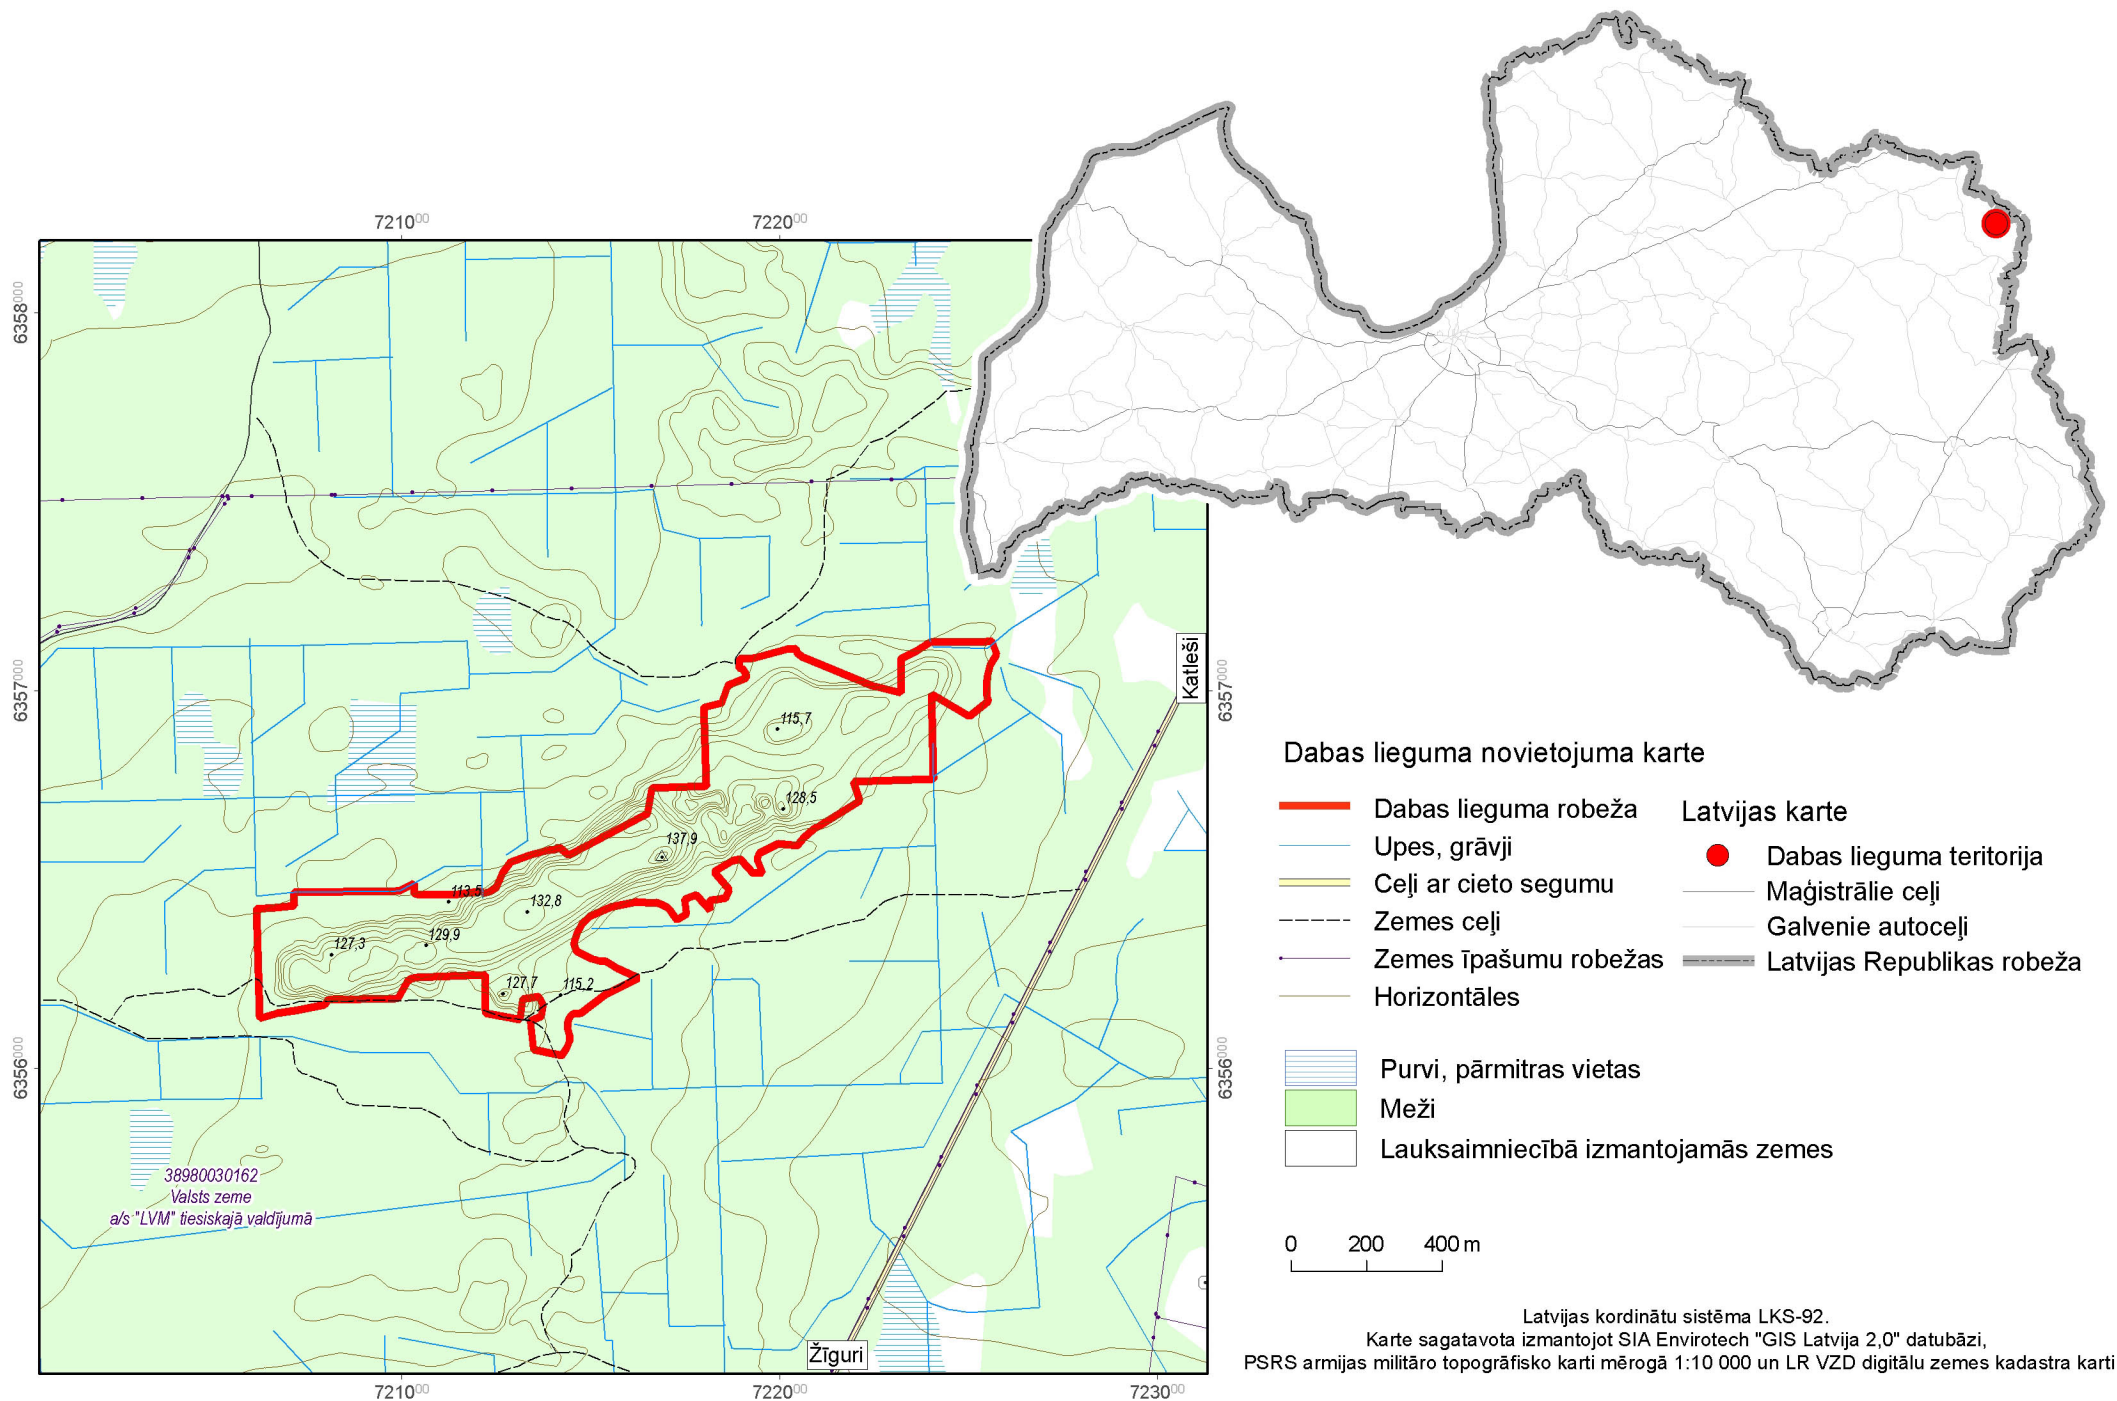 7210⁰⁰
7220⁰⁰
6358⁰⁰⁰
6357⁰⁰⁰
6356⁰⁰⁰
6357⁰⁰⁰
6356⁰⁰⁰
Katleši
115,7
128,5
137,9
113,5
132,8
129,9
127,3
127,7
115,2
38980030162
Valsts zeme
a/s "LVM" tiesiskajā valdījumā
Žīguri
7210⁰⁰
7220⁰⁰
7230⁰⁰
Dabas lieguma novietojuma karte
Dabas lieguma robeža
Upes, grāvji
Ceļi ar cieto segumu
Zemes ceļi
Zemes īpašumu robežas
Horizontāles
Purvi, pārmitras vietas
Meži
Lauksaimniecībā izmantojamās zemes
Latvijas karte
Dabas lieguma teritorija
Maģistrālie ceļi
Galvenie autoceļi
Latvijas Republikas robeža
0 200 400 m
Latvijas kordinātu sistēma LKS-92.
Karte sagatavota izmantojot SIA Envirotech "GIS Latvija 2,0" datubāzi,
PSRS armijas militāro topogrāfisko karti mērogā 1:10 000 un LR VZD digitālu zemes kadastra karti